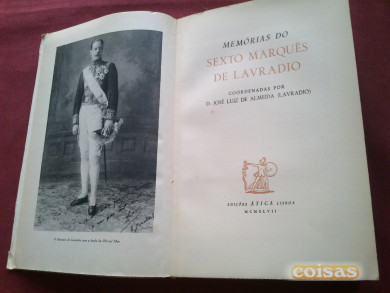 MEMÓRIAS DO
SEXTO MARQUÊS
DE LAVRADIO
COORDENADAS POR
D. JOSÉ LUIZ DE ALMEIDA (LAVRADIO)
EDIÇÕES ÁTICA LISBOA
MCMXLVII
coisas